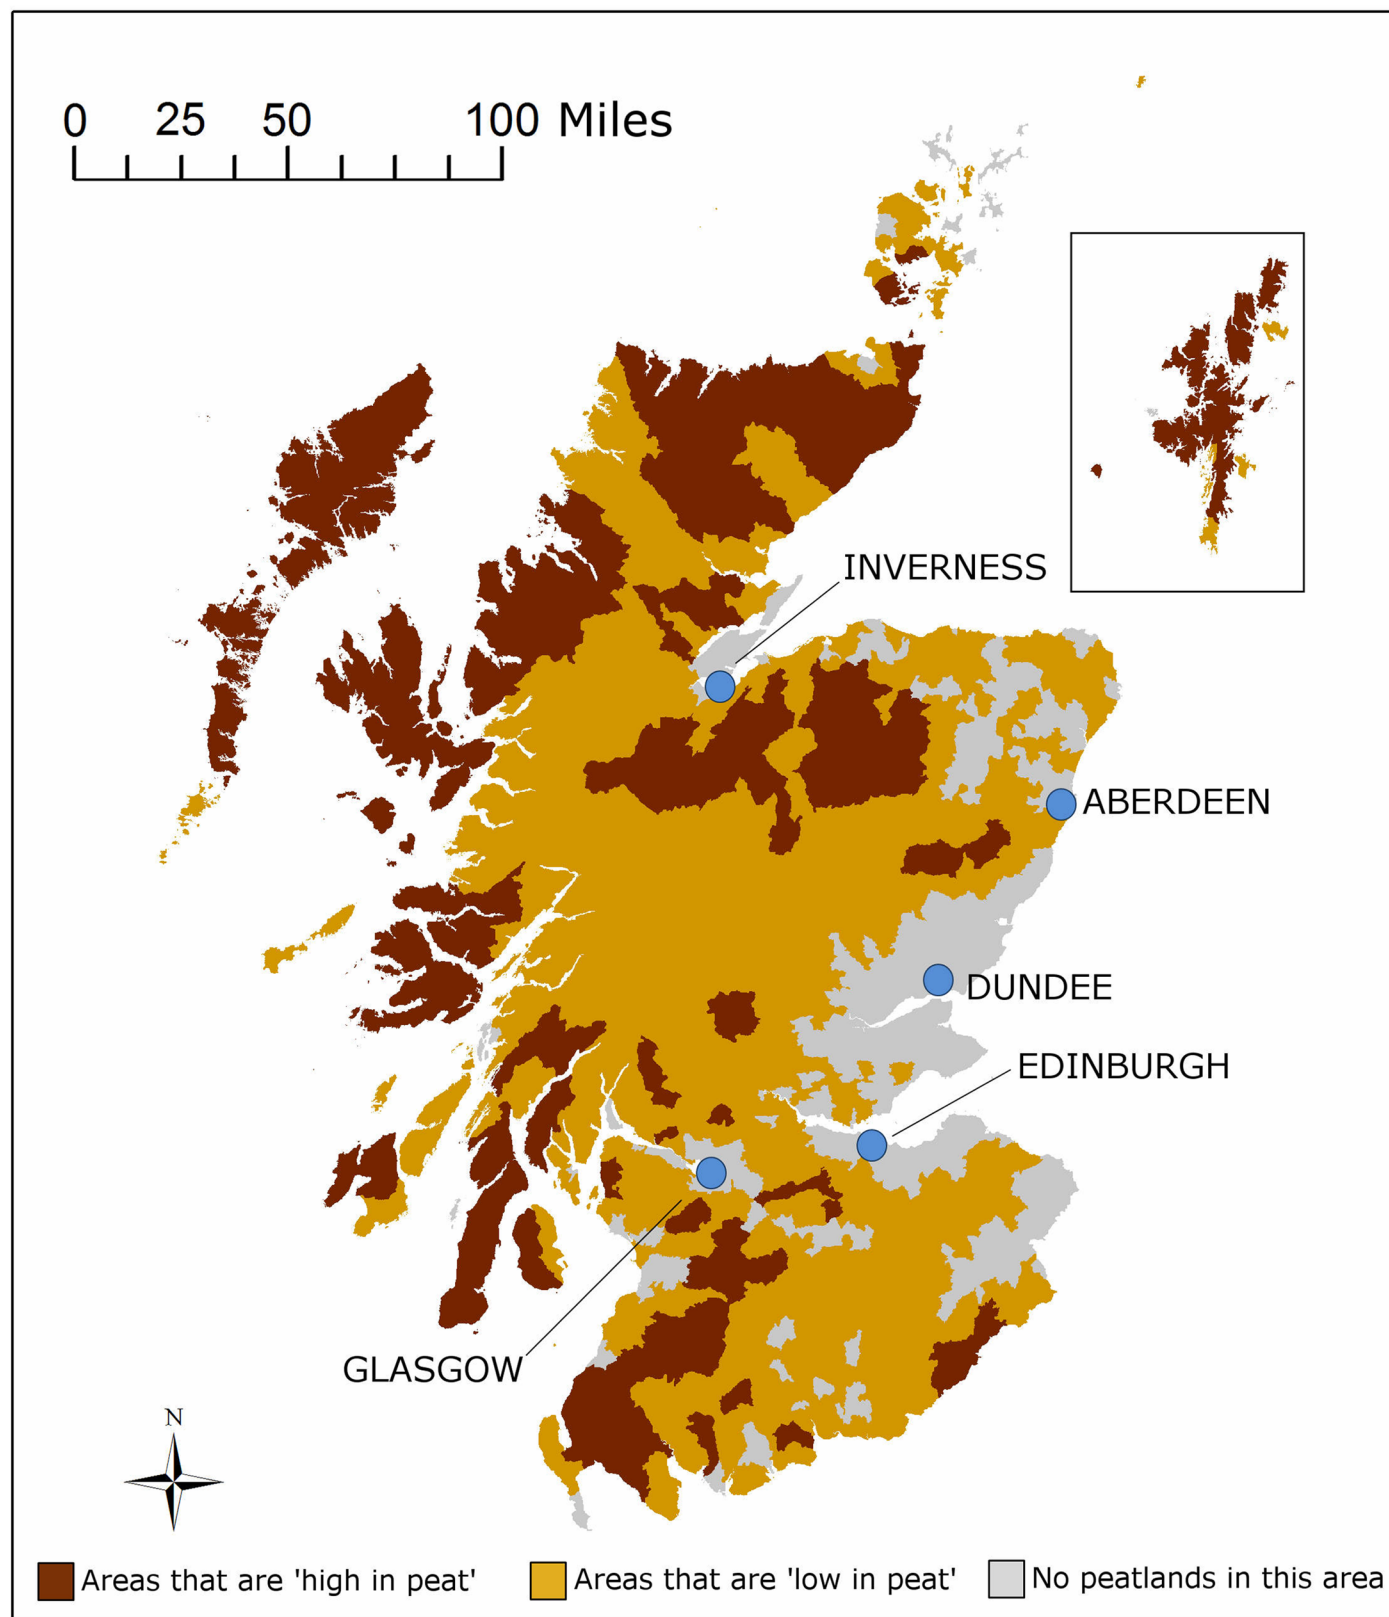 0 25 50 100 Miles
INVERNESS
ABERDEEN
DUNDEE
EDINBURGH
GLASGOW
N
Areas that are 'high in peat' Areas that are 'low in peat' No peatlands in this area